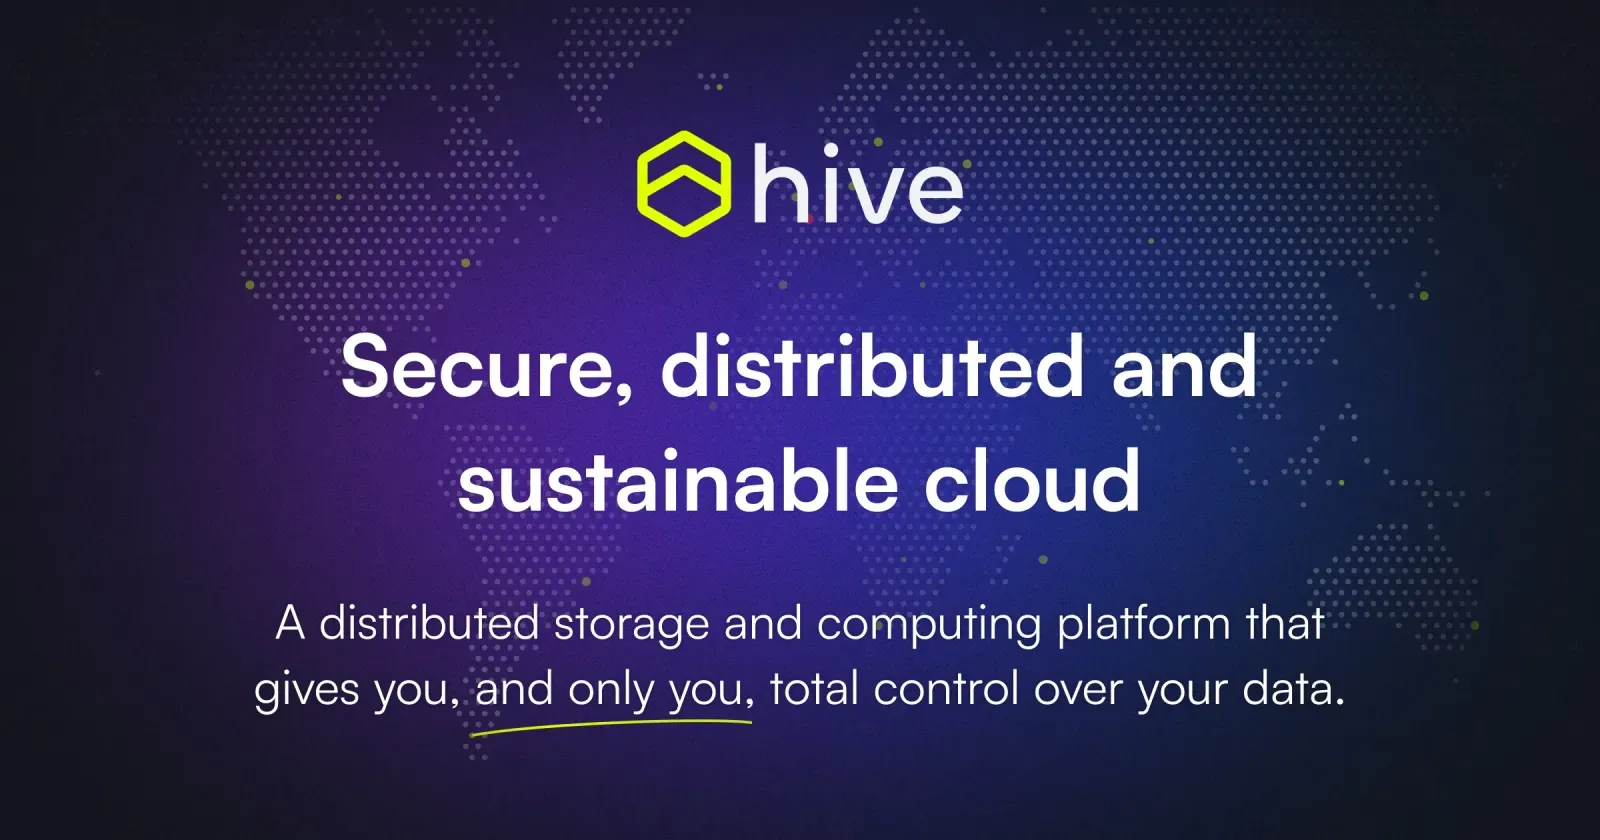 hive
Secure, distributed and
sustainable cloud
A distributed storage and computing platform that
gives you, and only you, total control over your data.